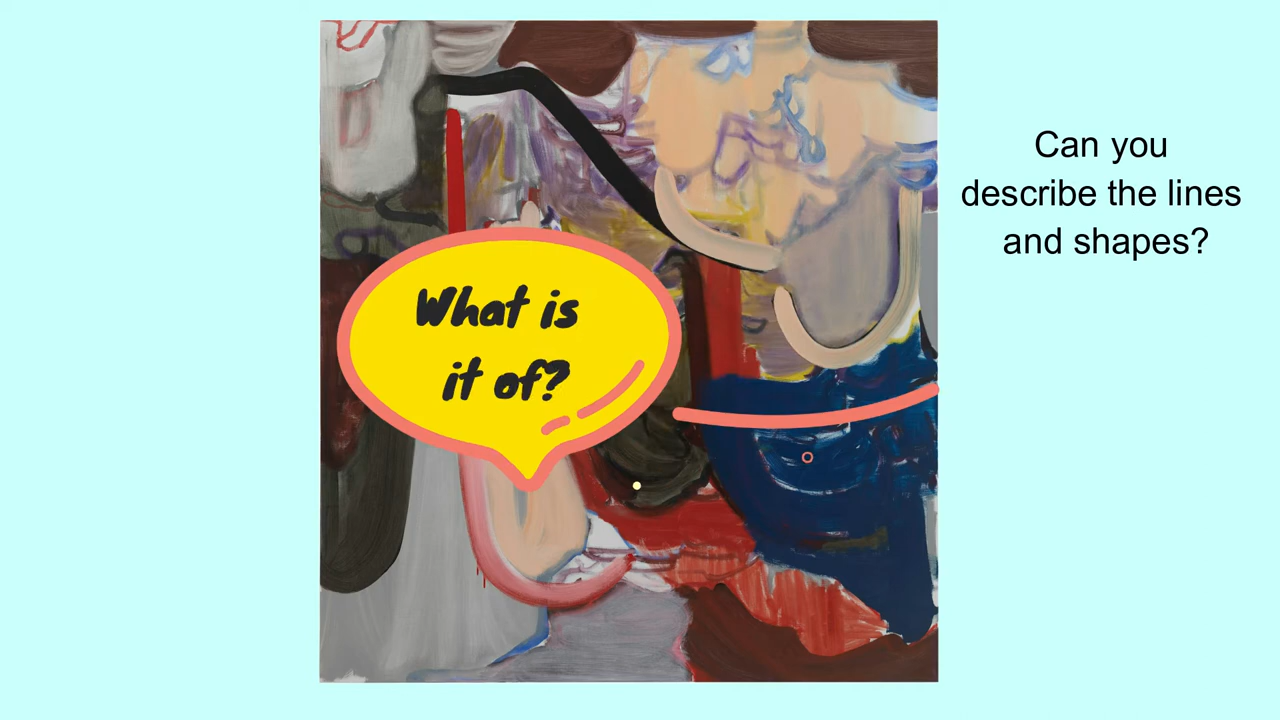 What is
it of?
Can you
describe the lines
and shapes?